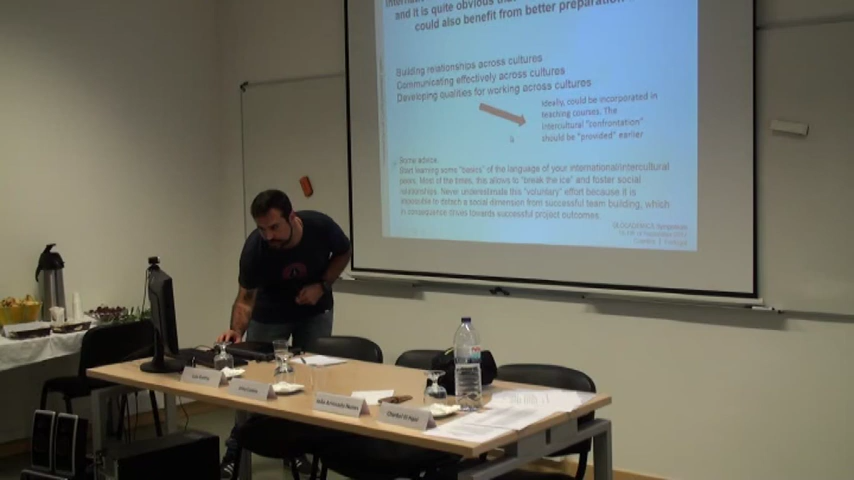 and it is quite obvious that
could also benefit from better preparation
Building relationships across cultures
Communicating effectively across cultures
Developing qualities for working across cultures
Ideally, could be incorporated in
teaching courses. The
intercultural "confrontation"
should be "provided" earlier
Some advice.
Start learning some "basics" of the language of your international/intercultural
peers. Most of the times, this allows to "break the ice" and foster social
relationships. Never underestimate this "voluntary" effort because it is
impossible to detach a social dimension from successful team building, which
in consequence drives towards successful project outcomes.